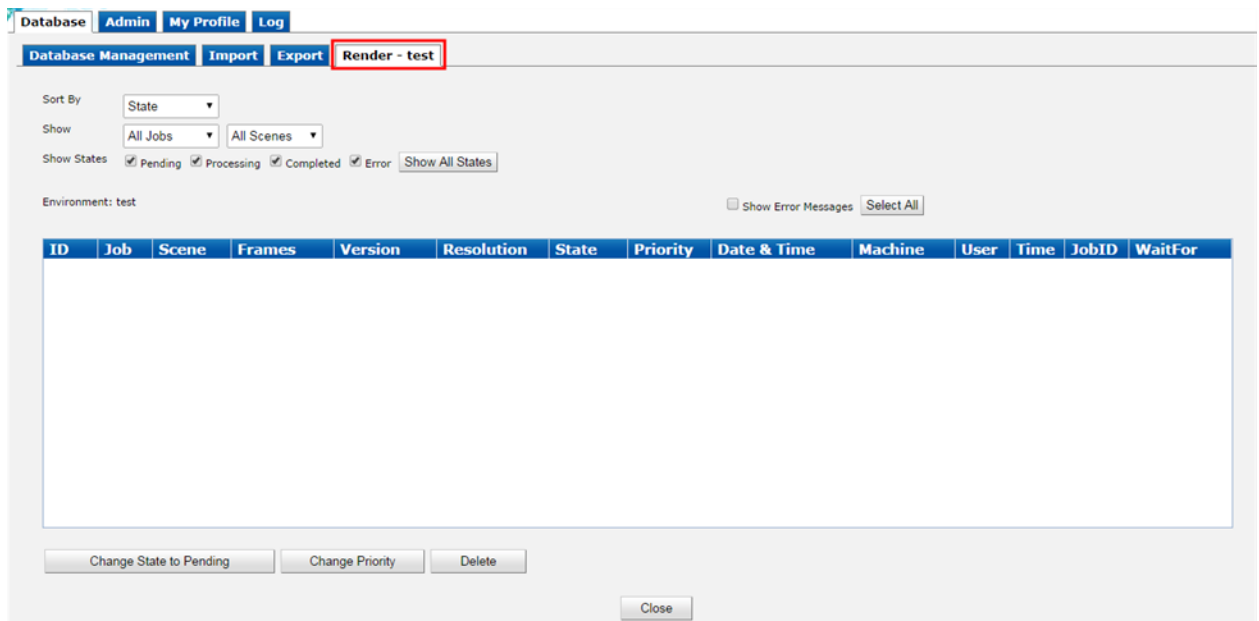 Database Admin My Profile Log
Database Management Import Export Render - test
Sort By State
Show All Jobs All Scenes
Show States Pending Processing Completed Error Show All States
Environment: test Show Error Messages Select All
ID Job Scene Frames Version Resolution State Priority Date & Time Machine User Time JobID WaitFor
Change State to Pending Change Priority Delete
Close